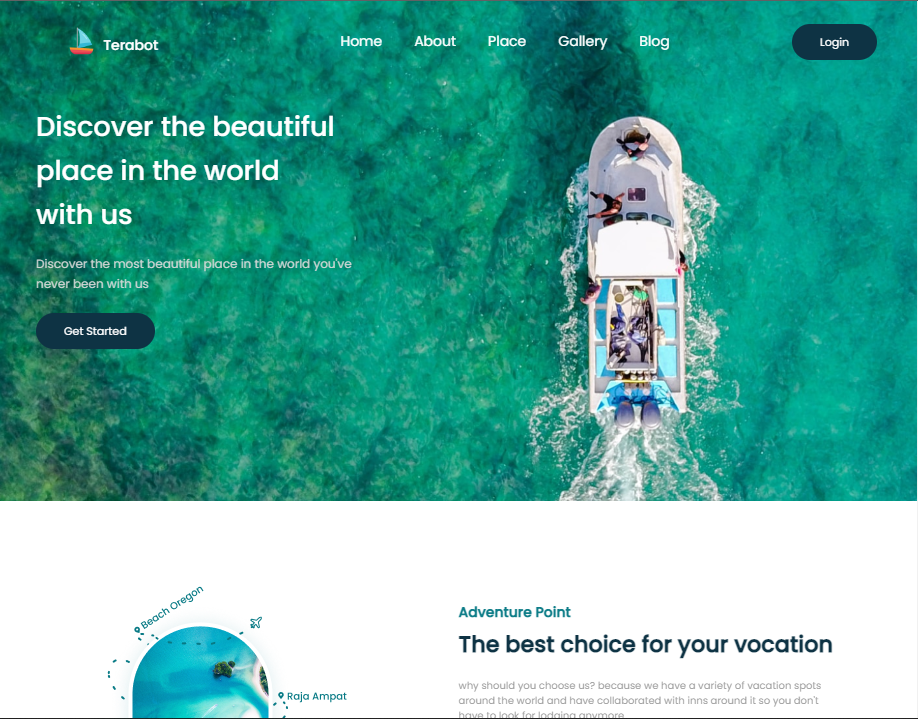 Terabot
Home About Place Gallery Blog
Login
Discover the beautiful
place in the world
with us
Discover the most beautiful place in the world you've
never been with us
Get Started
Beach Oregon
Raja Ampat
Adventure Point
The best choice for your vocation
why should you choose us? because we have a variety of vacation spots
around the world and have collaborated with inns around it so you don't
have to look for lodging anymore